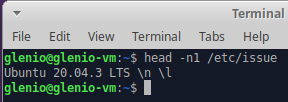 Terminal
File Edit View Terminal Tabs Help
glenio@glenio-vm:~$ head -n1 /etc/issue
Ubuntu 20.04.3 LTS \n \l
glenio@glenio-vm:~$